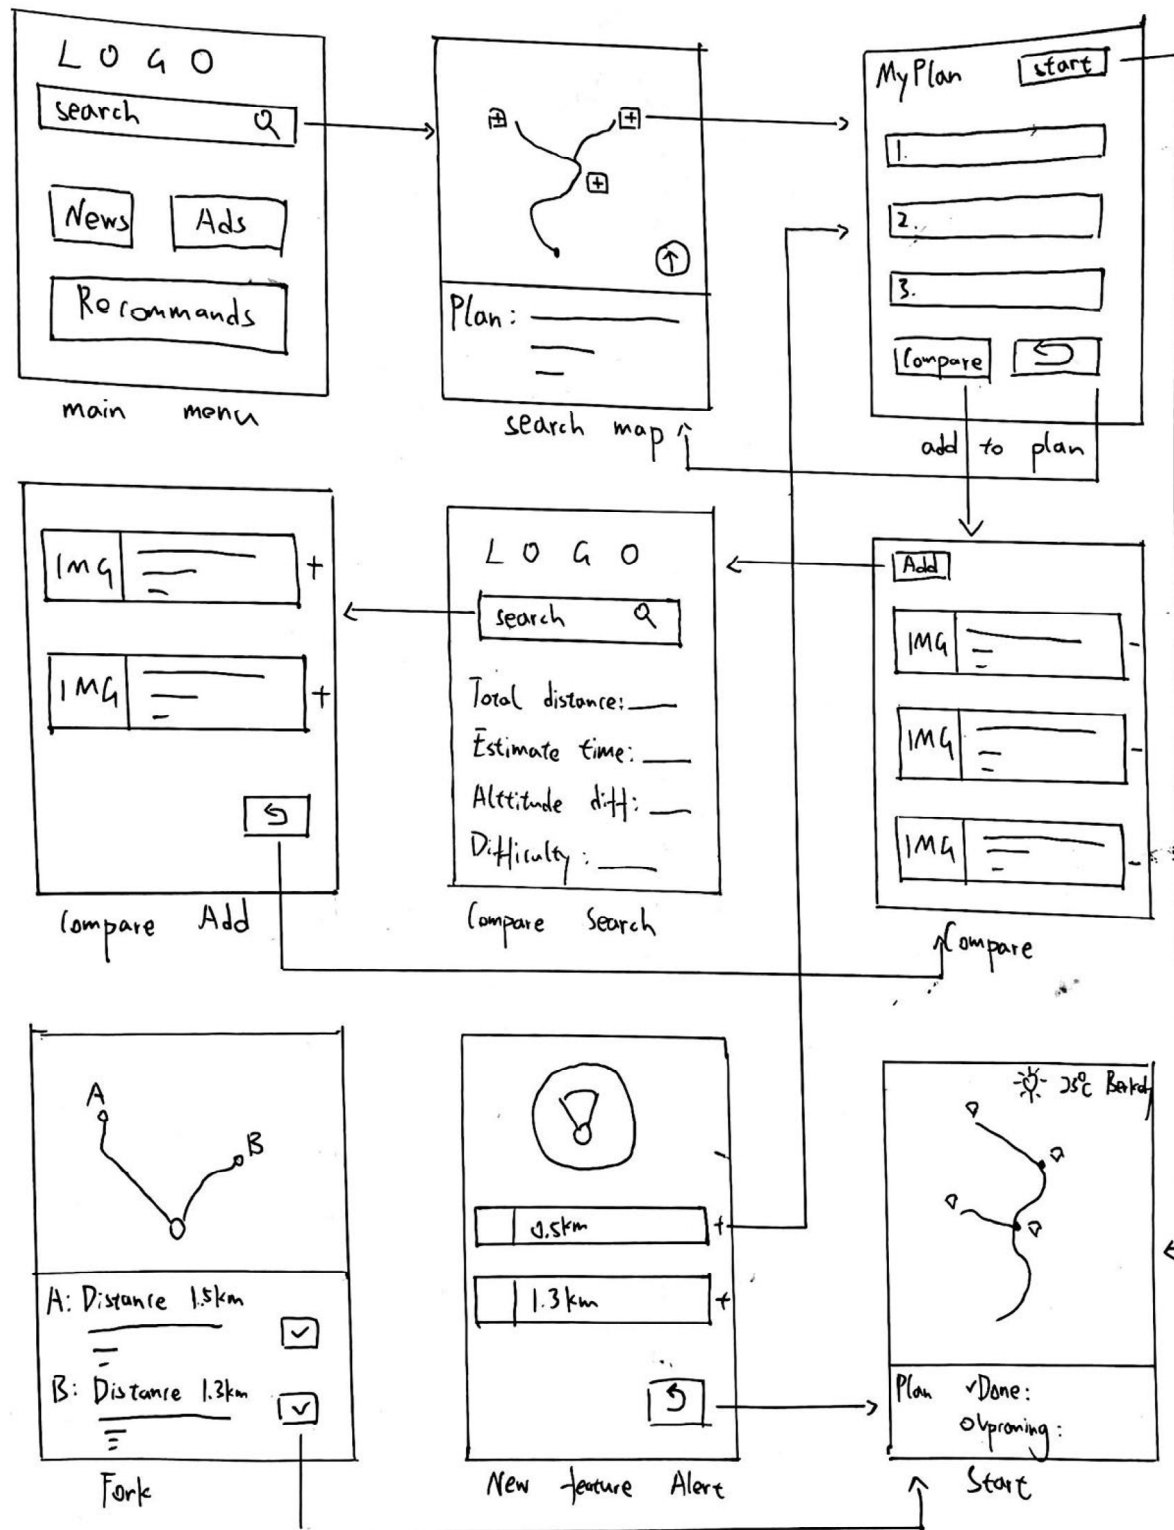 LOGO
search
News
Ads
Recommands
main menu
Plan:
search map
MyPlan
start
1.
2.
3.
Compare
add to plan
IMG
IMG
Compare Add
LOGO
search
Total distance:
Estimate time:
Alttitude diff:
Difficulty:
Compare Search
Add
IMG
IMG
IMG
Compare
A
B
A: Distance 1.5km
B: Distance 1.3km
Fork
0.5km
1.3km
New feature Alert
Plan ✓Done:
Start